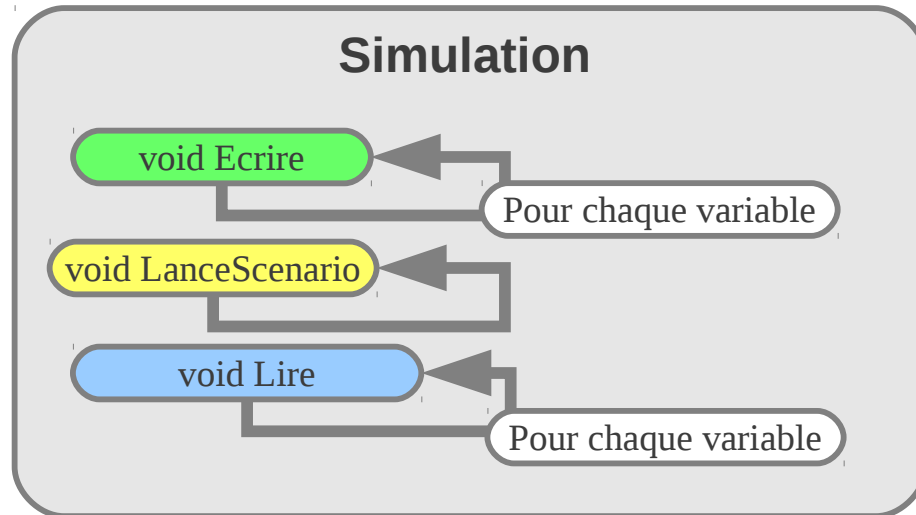 Simulation
void Ecrire
Pour chaque variable
void LanceScenario
void Lire
Pour chaque variable